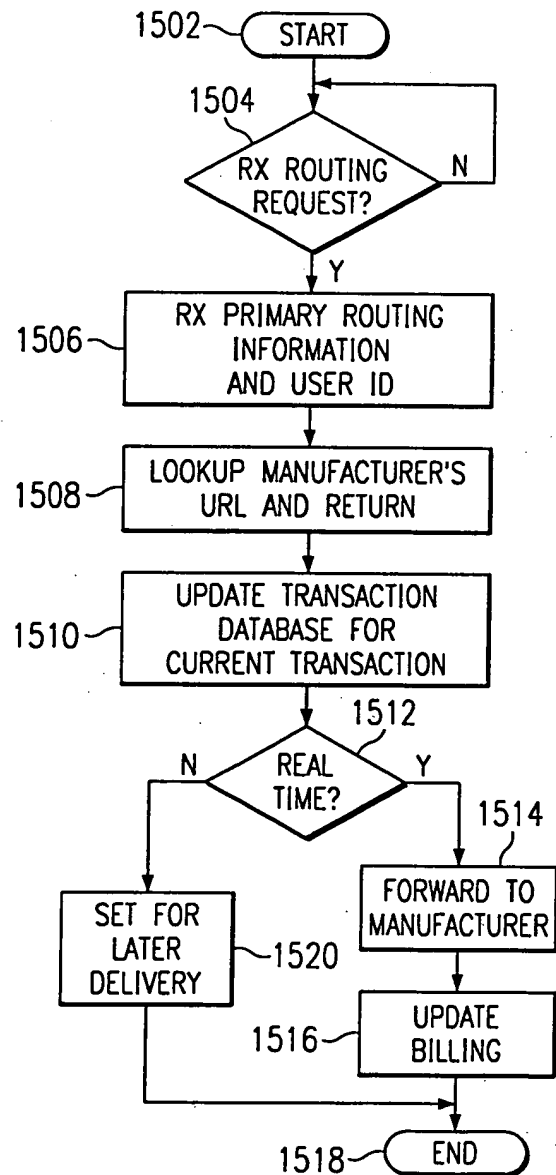 1502
START
1504
RX ROUTING
REQUEST?
N
Y
1506
RX PRIMARY ROUTING
INFORMATION
AND USER ID
1508
LOOKUP MANUFACTURER'S
URL AND RETURN
1510
UPDATE TRANSACTION
DATABASE FOR
CURRENT TRANSACTION
1512
N
REAL
TIME?
Y
1514
FORWARD TO
MANUFACTURER
SET FOR
LATER
DELIVERY
1520
1516
UPDATE
BILLING
1518
END